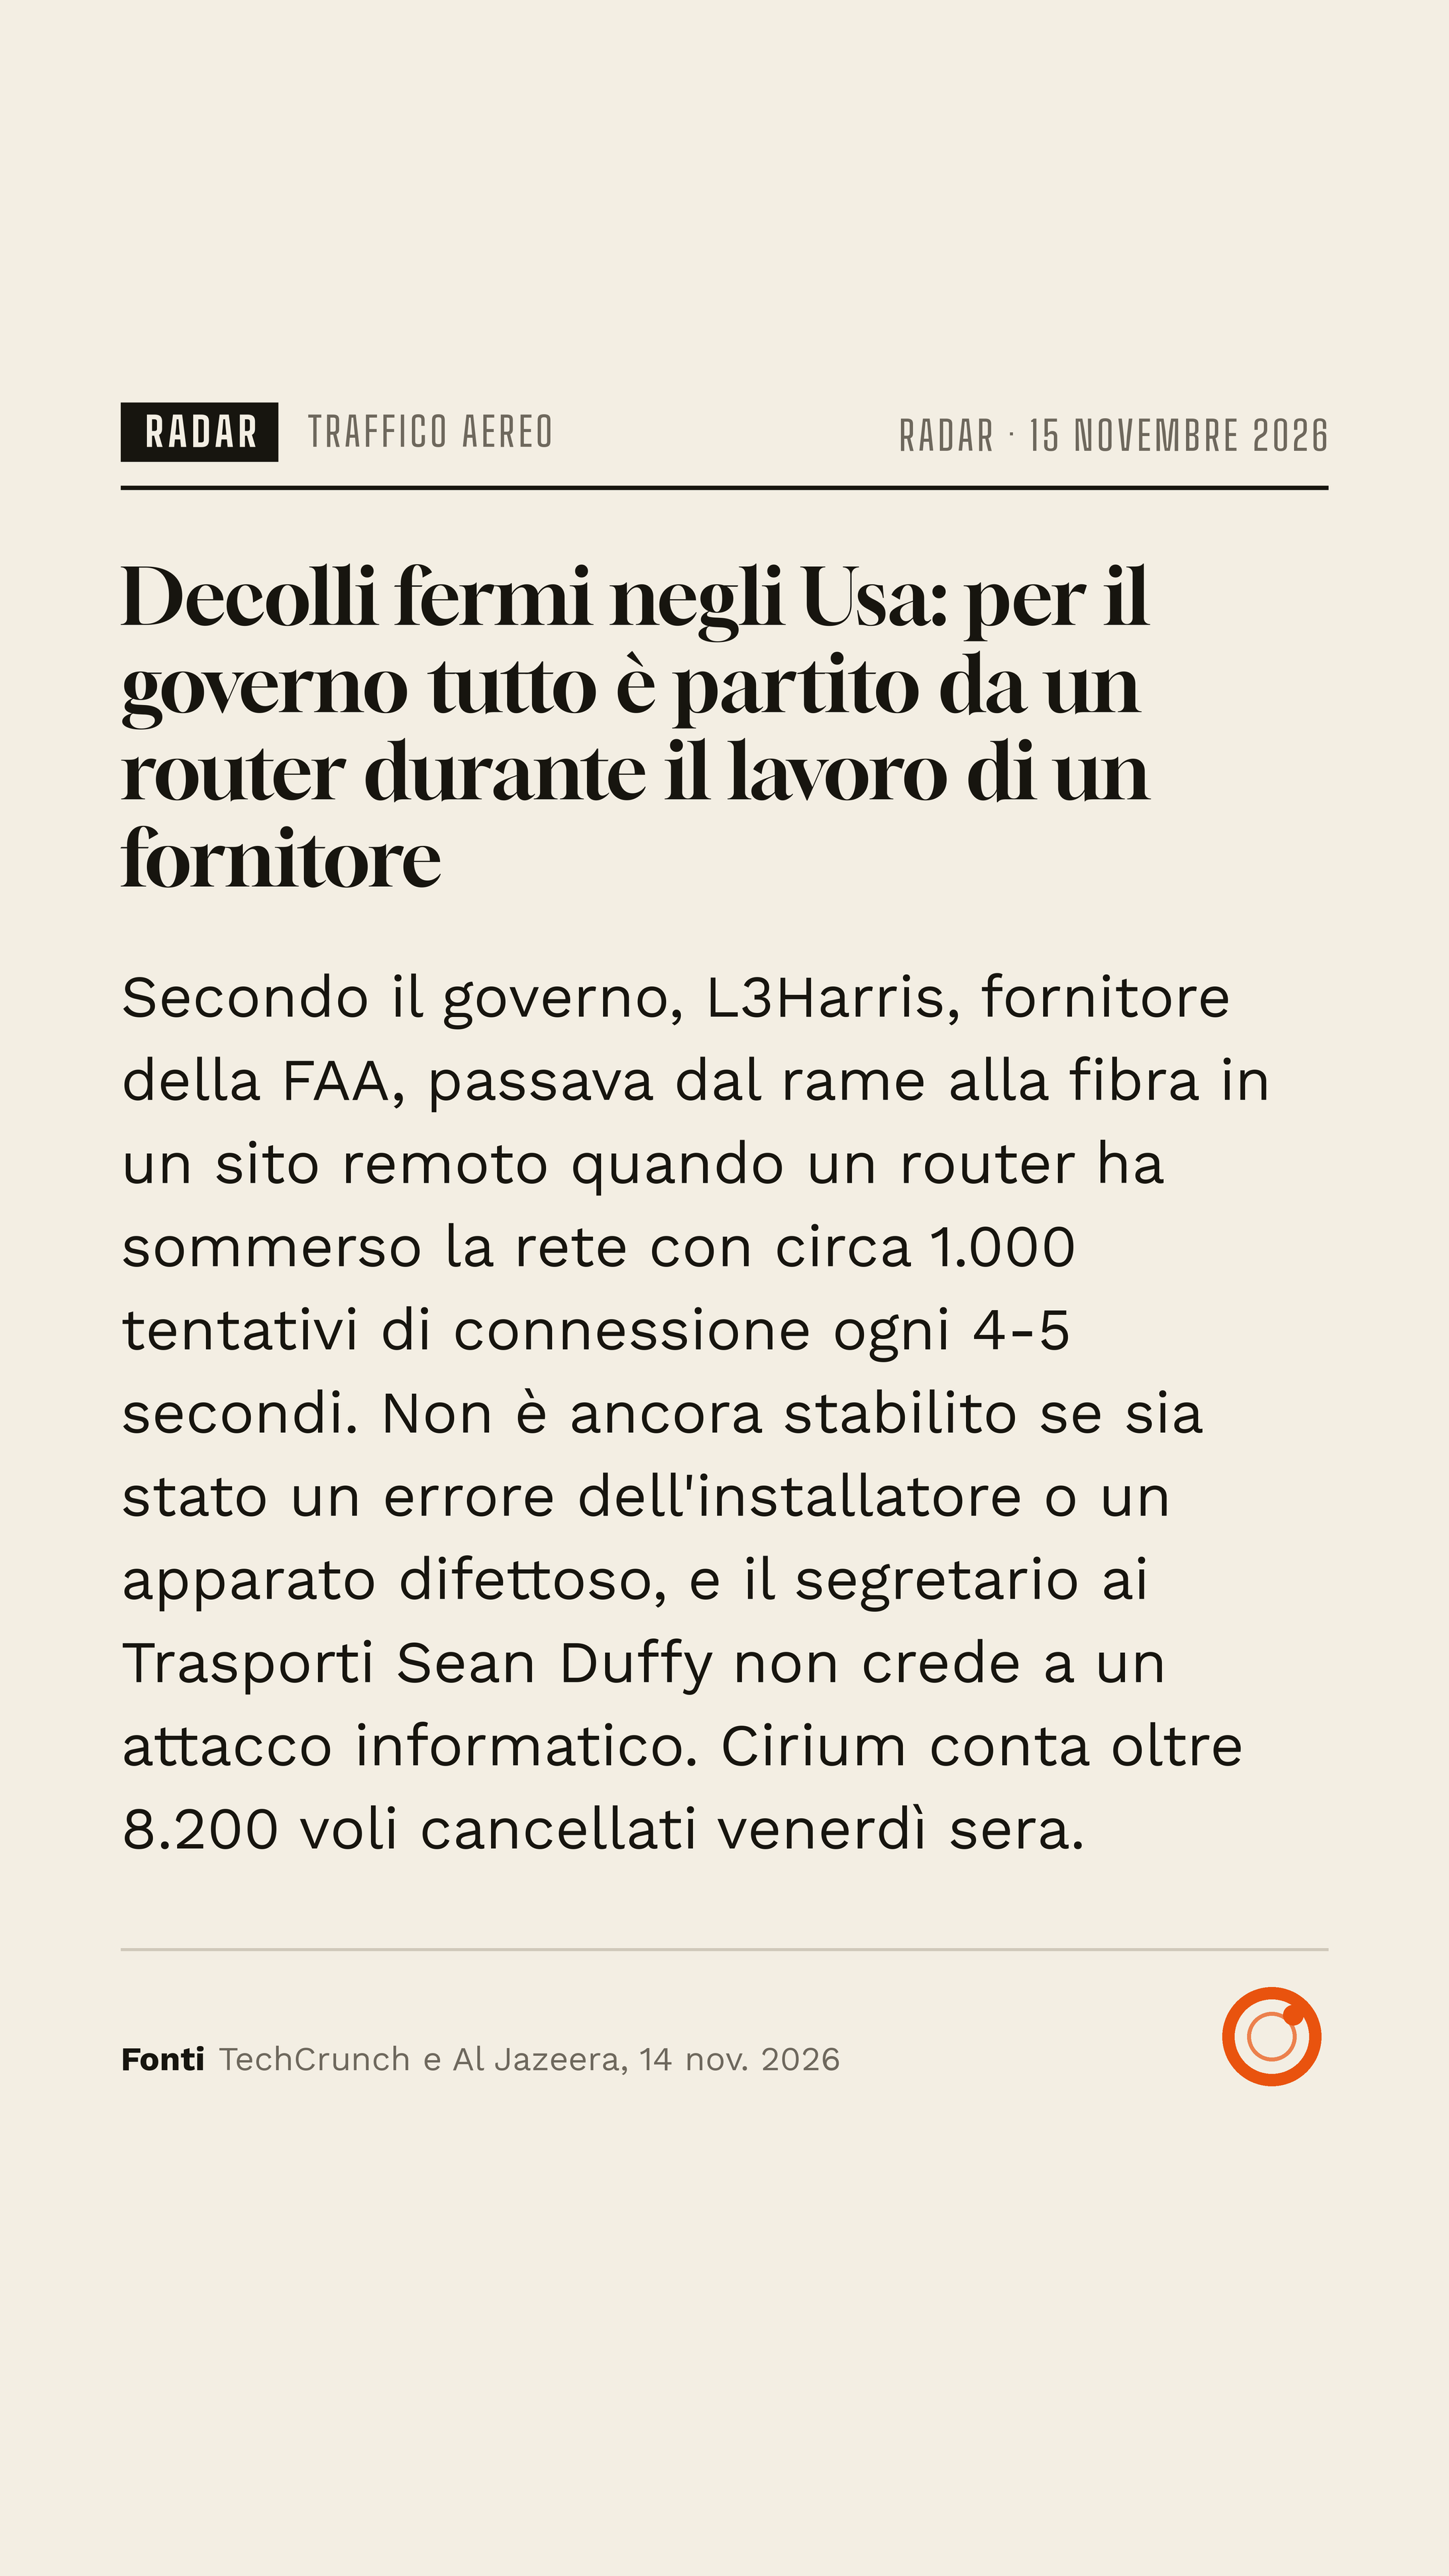 RADAR TRAFFICO AEREO RADAR · 15 NOVEMBRE 2026
Decolli fermi negli Usa: per il
governo tutto è partito da un
router durante il lavoro di un
fornitore
Secondo il governo, L3Harris, fornitore
della FAA, passava dal rame alla fibra in
un sito remoto quando un router ha
sommerso la rete con circa 1.000
tentativi di connessione ogni 4-5
secondi. Non è ancora stabilito se sia
stato un errore dell'installatore o un
apparato difettoso, e il segretario ai
Trasporti Sean Duffy non crede a un
attacco informatico. Cirium conta oltre
8.200 voli cancellati venerdì sera.
Fonti TechCrunch e Al Jazeera, 14 nov. 2026